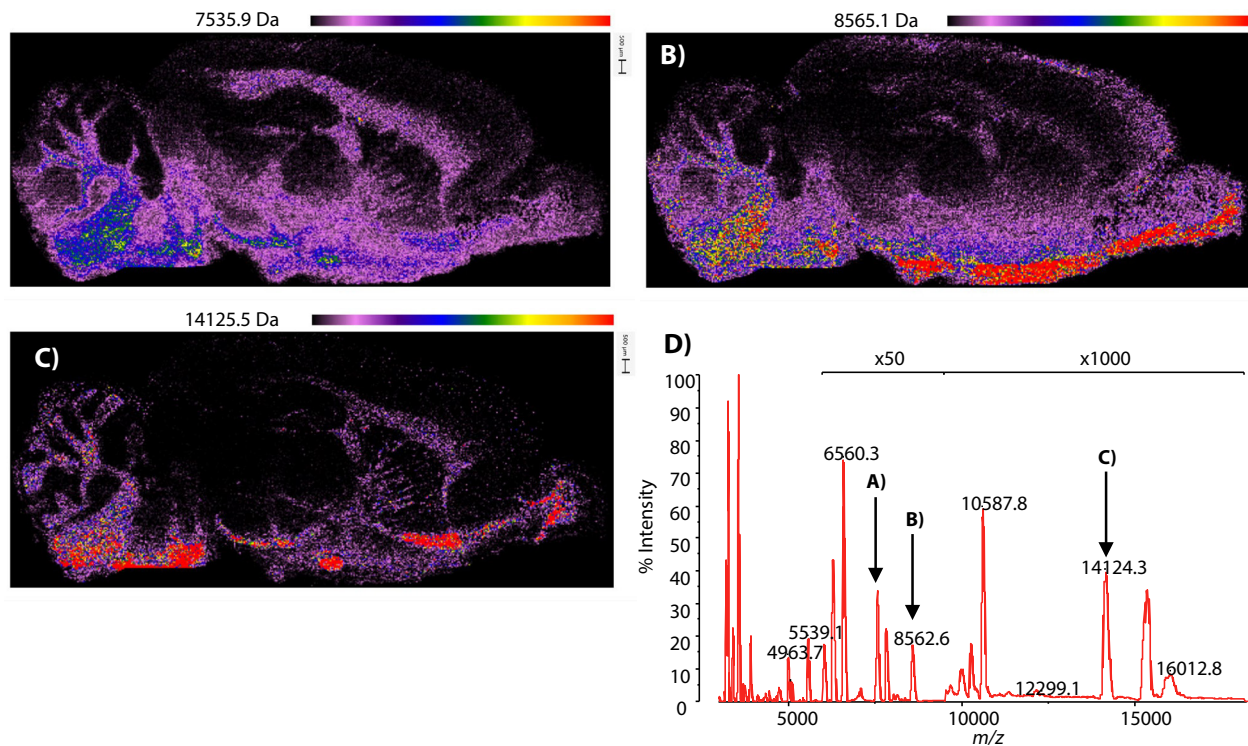 7535.9 Da
500 µm
8565.1 Da
B)
14125.5 Da
500 µm
C)
D)
x50 x1000
100
90
80
70
60
50
40
30
20
10
0
% Intensity
4963.7
5539.1
6560.3
A)
B)
8562.6
10587.8
12299.1
C)
14124.3
16012.8
5000 10000 15000
m/z